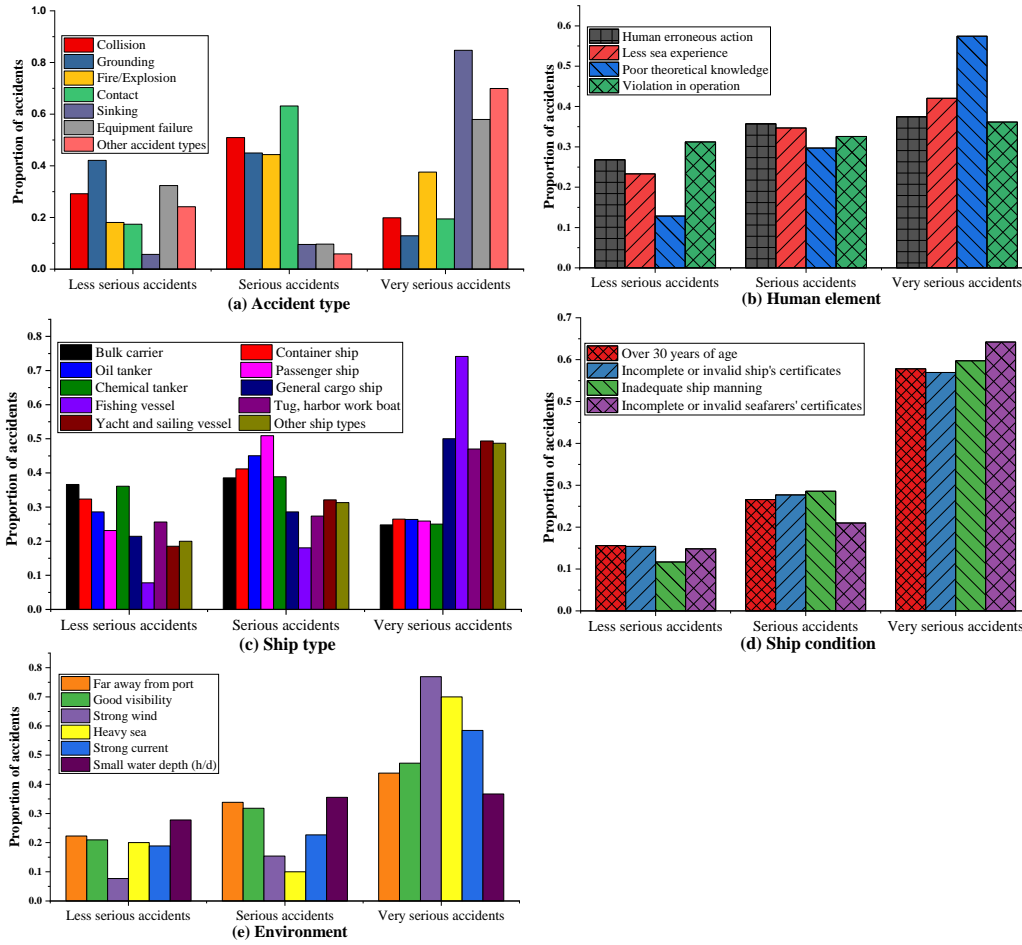 1.0
0.8
0.6
0.4
0.2
0.0
Proportion of accidents
Collision
Grounding
Fire/Explosion
Contact
Sinking
Equipment failure
Other accident types
Less serious accidents
Serious accidents
Very serious accidents
(a) Accident type
0.7
0.6
0.5
0.4
0.3
0.2
0.1
0.0
Proportion of accidents
Human erroneous action
Less sea experience
Poor theoretical knowledge
Violation in operation
Less serious accidents
Serious accidents
Very serious accidents
(b) Human element
0.8
0.7
0.6
0.5
0.4
0.3
0.2
0.1
0.0
Proportion of accidents
Bulk carrier
Container ship
Oil tanker
Passenger ship
Chemical tanker
General cargo ship
Fishing vessel
Tug, harbor work boat
Yacht and sailing vessel
Other ship types
Less serious accidents
Serious accidents
Very serious accidents
(c) Ship type
0.7
0.6
0.5
0.4
0.3
0.2
0.1
0.0
Proportion of accidents
Over 30 years of age
Incomplete or invalid ship's certificates
Inadequate ship manning
Incomplete or invalid seafarers' certificates
Less serious accidents
Serious accidents
Very serious accidents
(d) Ship condition
0.8
0.7
0.6
0.5
0.4
0.3
0.2
0.1
0.0
Proportion of accidents
Far away from port
Good visibility
Strong wind
Heavy sea
Strong current
Small water depth (h/d)
Less serious accidents
Serious accidents
Very serious accidents
(e) Environment